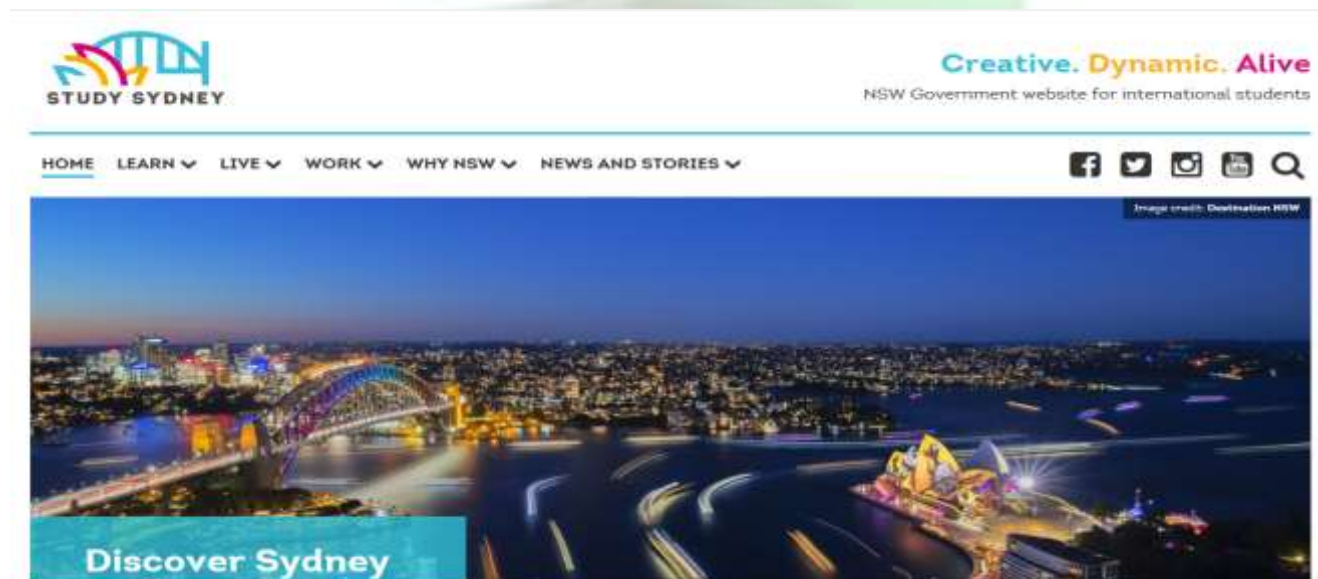 STUDY SYDNEY
Creative. Dynamic. Alive
NSW Government website for international students
HOME LEARN LIVE WORK WHY NSW NEWS AND STORIES
Image credit: Destination NSW
Discover Sydney